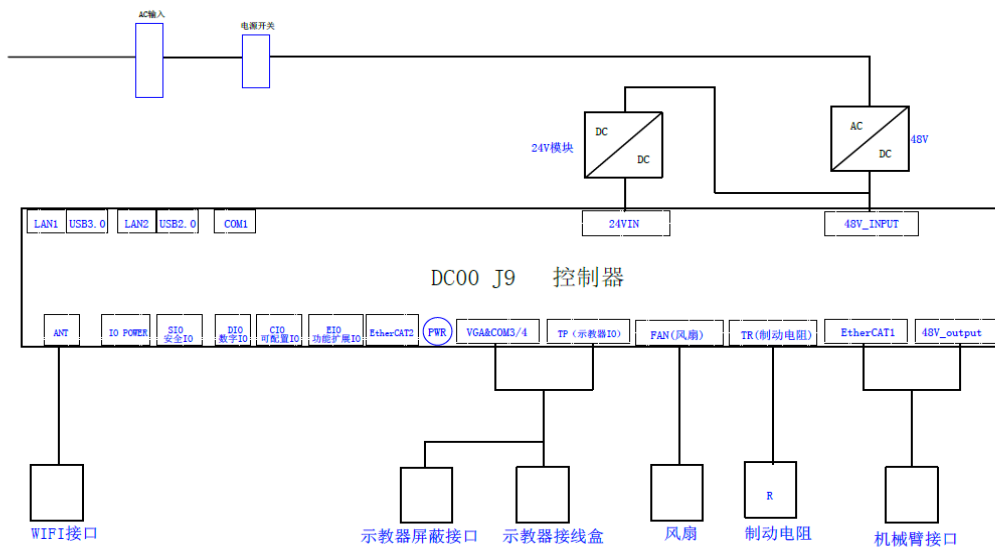 AC输入
电源开关
DC
DC
24V模块
AC
DC
48V
LAN1
USB3.0
LAN2
USB2.0
COM1
24VIN
48V_INPUT
DC00 J9 控制器
ANT
IO POWER
SIO
安全IO
DIO
数字IO
CIO
可配置IO
EIO
功能扩展IO
EtherCAT2
PWR
VGA&COM3/4
TP（示教器IO）
FAN(风扇)
TR(制动电阻)
EtherCAT1
48V_output
R
WIFI接口
示教器屏蔽接口
示教器接线盒
风扇
制动电阻
机械臂接口